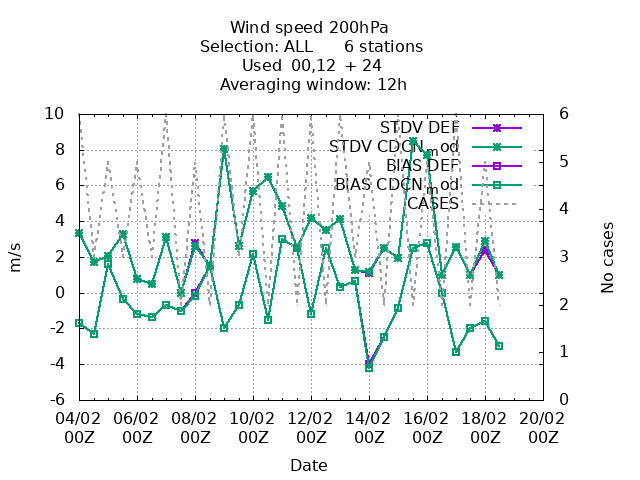 Wind speed 200hPa
Selection: ALL 6 stations
Used 00,12 + 24
Averaging window: 12h
STDV DEF
STDV CDCN_mod
BIAS DEF
BIAS CDCN_mod
CASES
10
8
6
4
2
0
-2
-4
-6
m/s
6
5
4
3
2
1
0
No cases
04/02 06/02 08/02 10/02 12/02 14/02 16/02 18/02 20/02
00Z 00Z 00Z 00Z 00Z 00Z 00Z 00Z 00Z
Date